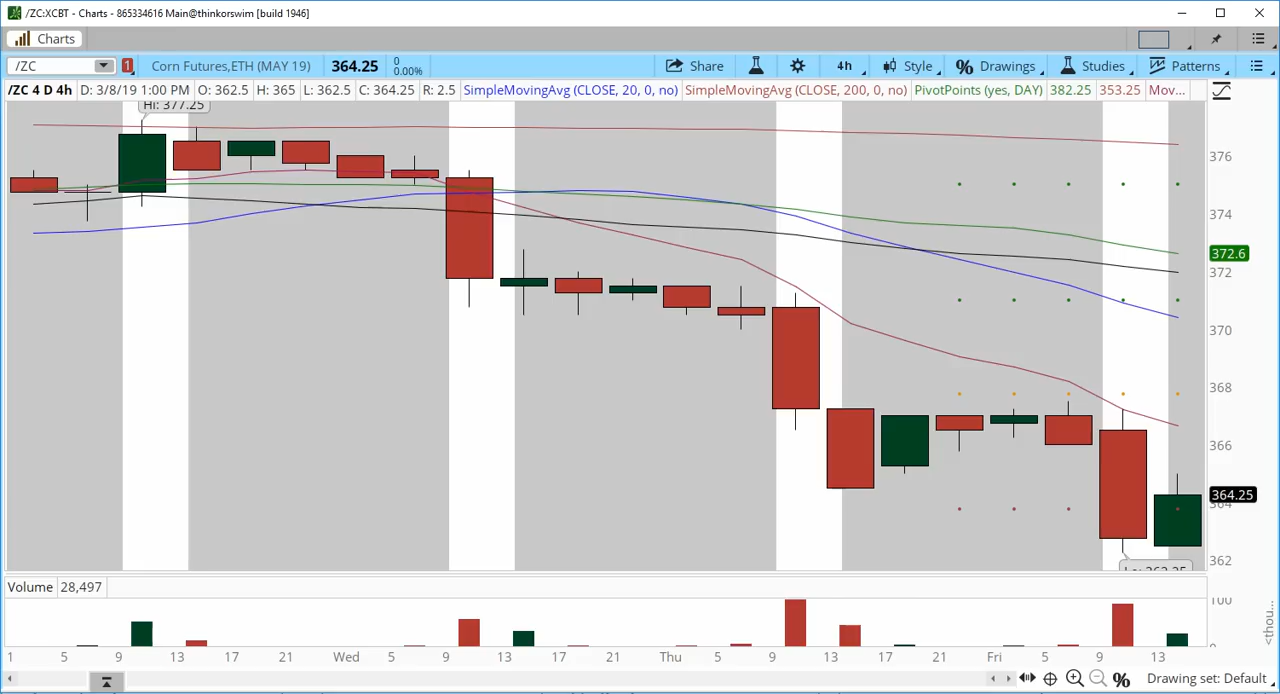 /ZC:XCBT - Charts - 865334616 Main@thinkorswim [build 1946]
Charts
/ZC 1 Corn Futures,ETH (MAY 19) 364.25 0 0.00% Share 4h Style % Drawings Studies Patterns
/ZC 4 D 4h D: 3/8/19 1:00 PM O: 362.5 H: 365 L: 362.5 C: 364.25 R: 2.5 SimpleMovingAvg (CLOSE, 20, 0, no) SimpleMovingAvg (CLOSE, 200, 0, no) PivotPoints (yes, DAY) 382.25 353.25 Mov...
Hi: 377.25
376
374
372.6
372
370
368
366
364.25
364
362
Volume 28,497
100
<thou...
1 5 9 13 17 21 Wed 5 9 13 17 21 Thu 5 9 13 17 21 Fri 5 9 13
% Drawing set: Default